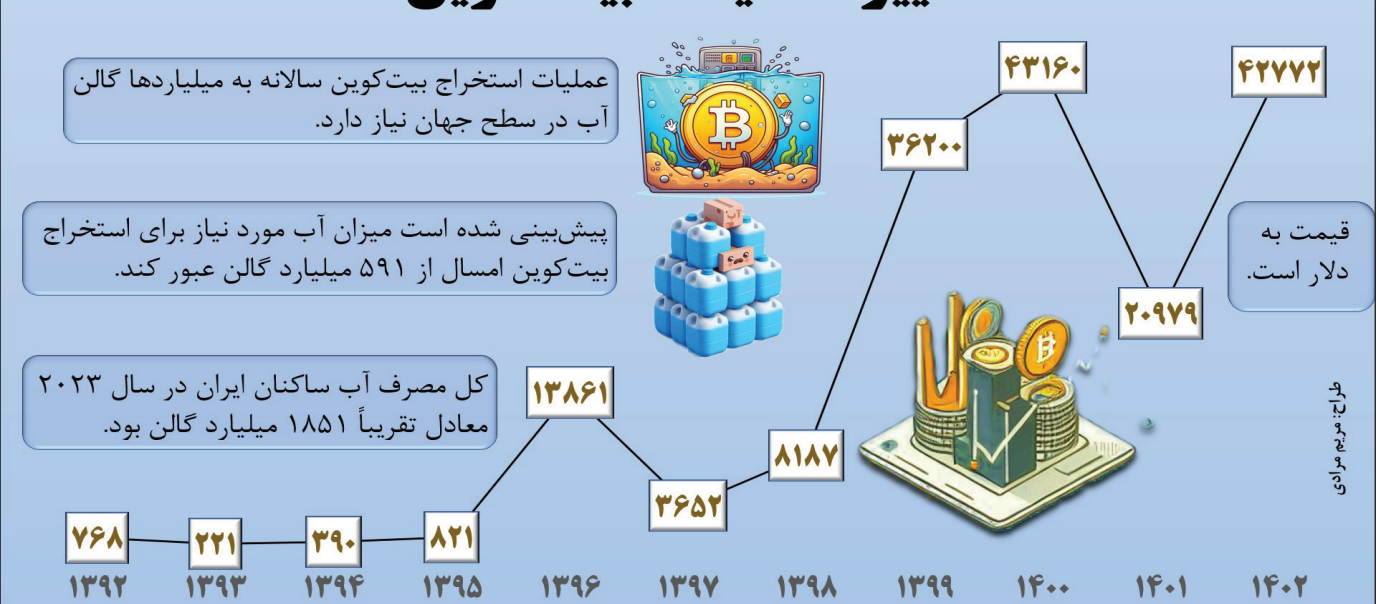 عملیات استخراج بیت‌کوین سالانه به میلیاردها گالن
آب در سطح جهان نیاز دارد.
پیش‌بینی شده است میزان آب مورد نیاز برای استخراج
بیت‌کوین امسال از ۵۹۱ میلیارد گالن عبور کند.
کل مصرف آب ساکنان ایران در سال ۲۰۲۳
معادل تقریباً ۱۸۵۱ میلیارد گالن بود.
قیمت به
دلار است.
۷۶۸
۲۲۱
۳۹۰
۸۲۱
۱۳۸۶۱
۳۶۵۲
۸۱۸۷
۳۶۲۰۰
۴۳۱۶۰
۲۰۹۷۹
۴۲۷۷۲
۱۳۹۲ ۱۳۹۳ ۱۳۹۴ ۱۳۹۵ ۱۳۹۶ ۱۳۹۷ ۱۳۹۸ ۱۳۹۹ ۱۴۰۰ ۱۴۰۱ ۱۴۰۲
طراح: مریم مرادی